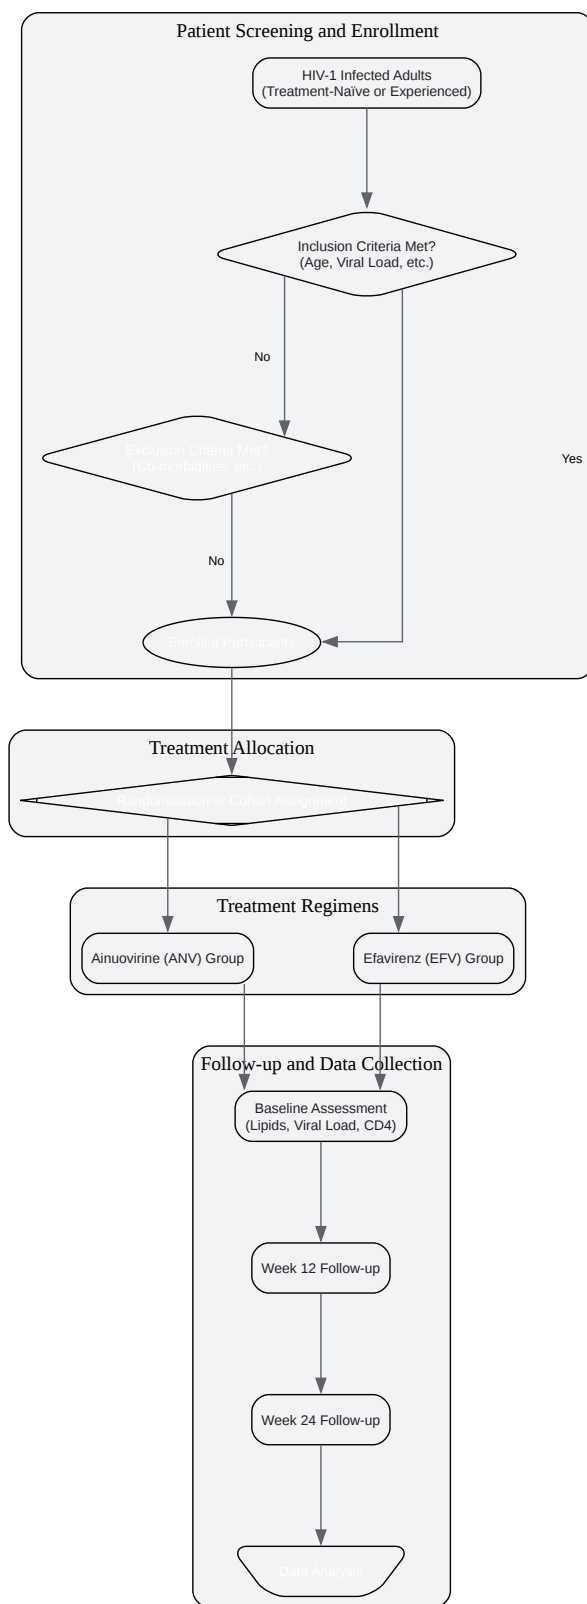 Patient Screening and Enrollment
HIV-1 Infected Adults
(Treatment-Naïve or Experienced)
Inclusion Criteria Met?
(Age, Viral Load, etc.)
No
Exclusion Criteria Met?
(Co-morbidities, etc.)
Yes
No
Enrolled Participants
Treatment Allocation
Randomization or Cohort Assignment
Treatment Regimens
Ainuovirine (ANV) Group
Efavirenz (EFV) Group
Follow-up and Data Collection
Baseline Assessment
(Lipids, Viral Load, CD4)
Week 12 Follow-up
Week 24 Follow-up
Data Analysis